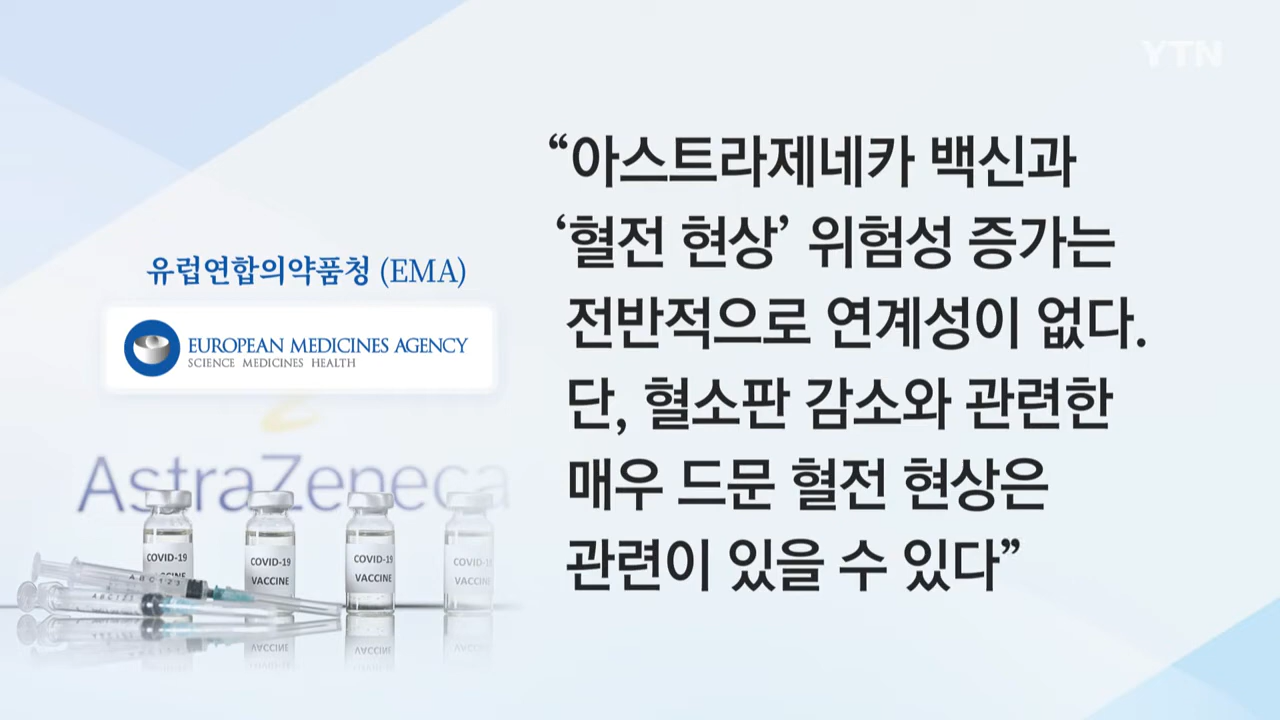 YTN
“아스트라제네카 백신과
‘혈전 현상’ 위험성 증가는
전반적으로 연계성이 없다.
단, 혈소판 감소와 관련한
매우 드문 혈전 현상은
관련이 있을 수 있다”
유럽연합의약품청 (EMA)
EUROPEAN MEDICINES AGENCY
SCIENCE MEDICINES HEALTH
AstraZeneca
COVID-19
VACCINE
COVID-19
VACCINE
COVID-19
VACCINE
COVID-19
VACCINE